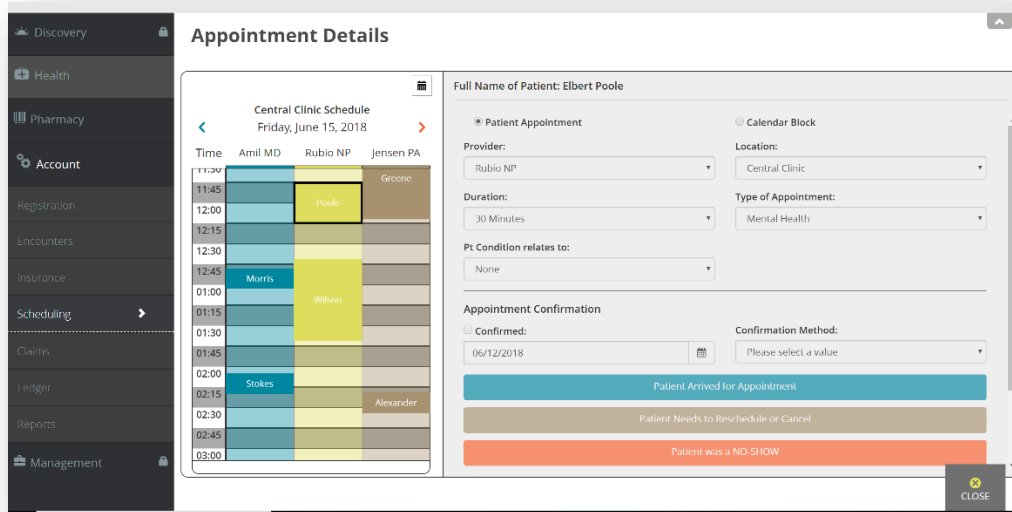 Discovery
Health
Pharmacy
Account
Registration
Encounters
Insurance
Scheduling
Claims
Ledger
Reports
Management
Appointment Details
Central Clinic Schedule
Friday, June 15, 2018
Time Amil MD Rubio NP Jensen PA
11:30
Greene
11:45
Poole
12:00
12:15
12:30
12:45
Morris
01:00
Wilson
01:15
01:30
01:45
02:00
Stokes
02:15
Alexander
02:30
02:45
03:00
Full Name of Patient: Elbert Poole
Patient Appointment Calendar Block
Provider: Location:
Rubio NP Central Clinic
Duration: Type of Appointment:
30 Minutes Mental Health
Pt Condition relates to:
None
Appointment Confirmation
Confirmed: Confirmation Method:
06/12/2018 Please select a value
Patient Arrived for Appointment
Patient Needs to Reschedule or Cancel
Patient was a NO-SHOW
CLOSE